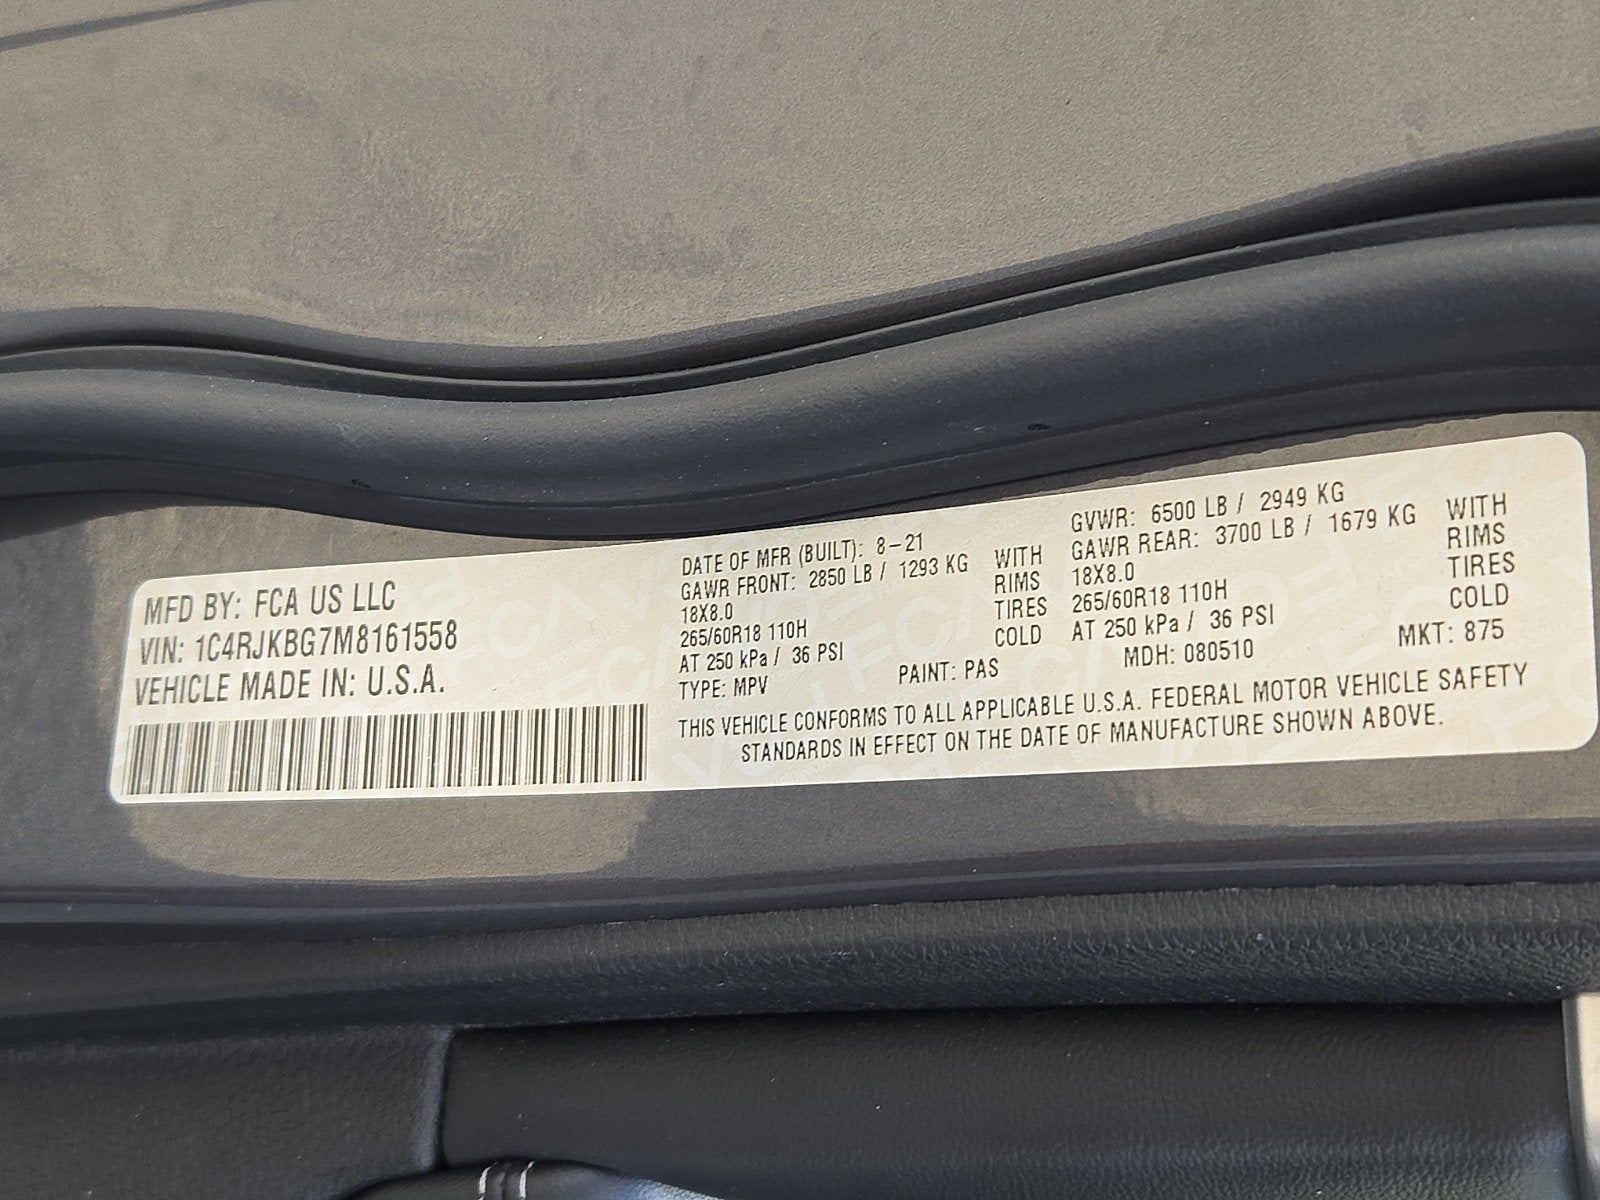 MFD BY: FCA US LLC
VIN: 1C4RJKBG7M8161558
VEHICLE MADE IN: U.S.A.
DATE OF MFR (BUILT): 8-21
GAWR FRONT: 2850 LB / 1293 KG WITH
18X8.0 RIMS
265/60R18 110H TIRES
AT 250 kPa / 36 PSI COLD
TYPE: MPV PAINT: PAS
GVWR: 6500 LB / 2949 KG
GAWR REAR: 3700 LB / 1679 KG WITH
18X8.0 RIMS
265/60R18 110H TIRES
AT 250 kPa / 36 PSI COLD
MDH: 080510 MKT: 875
THIS VEHICLE CONFORMS TO ALL APPLICABLE U.S.A. FEDERAL MOTOR VEHICLE SAFETY
STANDARDS IN EFFECT ON THE DATE OF MANUFACTURE SHOWN ABOVE.